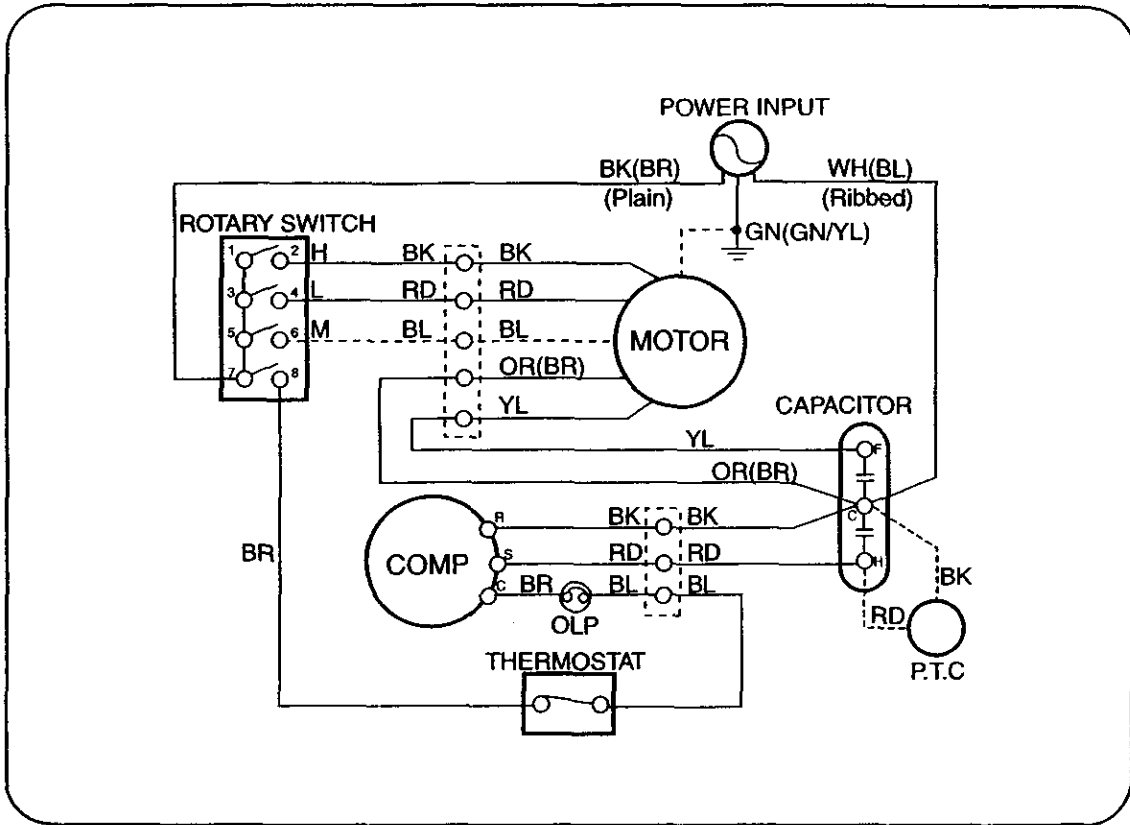 POWER INPUT
BK(BR)
(Plain)
WH(BL)
(Ribbed)
GN(GN/YL)
ROTARY SWITCH
1 2 H BK BK
3 4 L RD RD
5 6 M BL BL
7 8
MOTOR
OR(BR)
YL
CAPACITOR
YL
F
OR(BR)
C
R BK BK
COMP
S RD RD
H
C BR BL BL
OLP
BR
BK
RD
P.T.C
THERMOSTAT